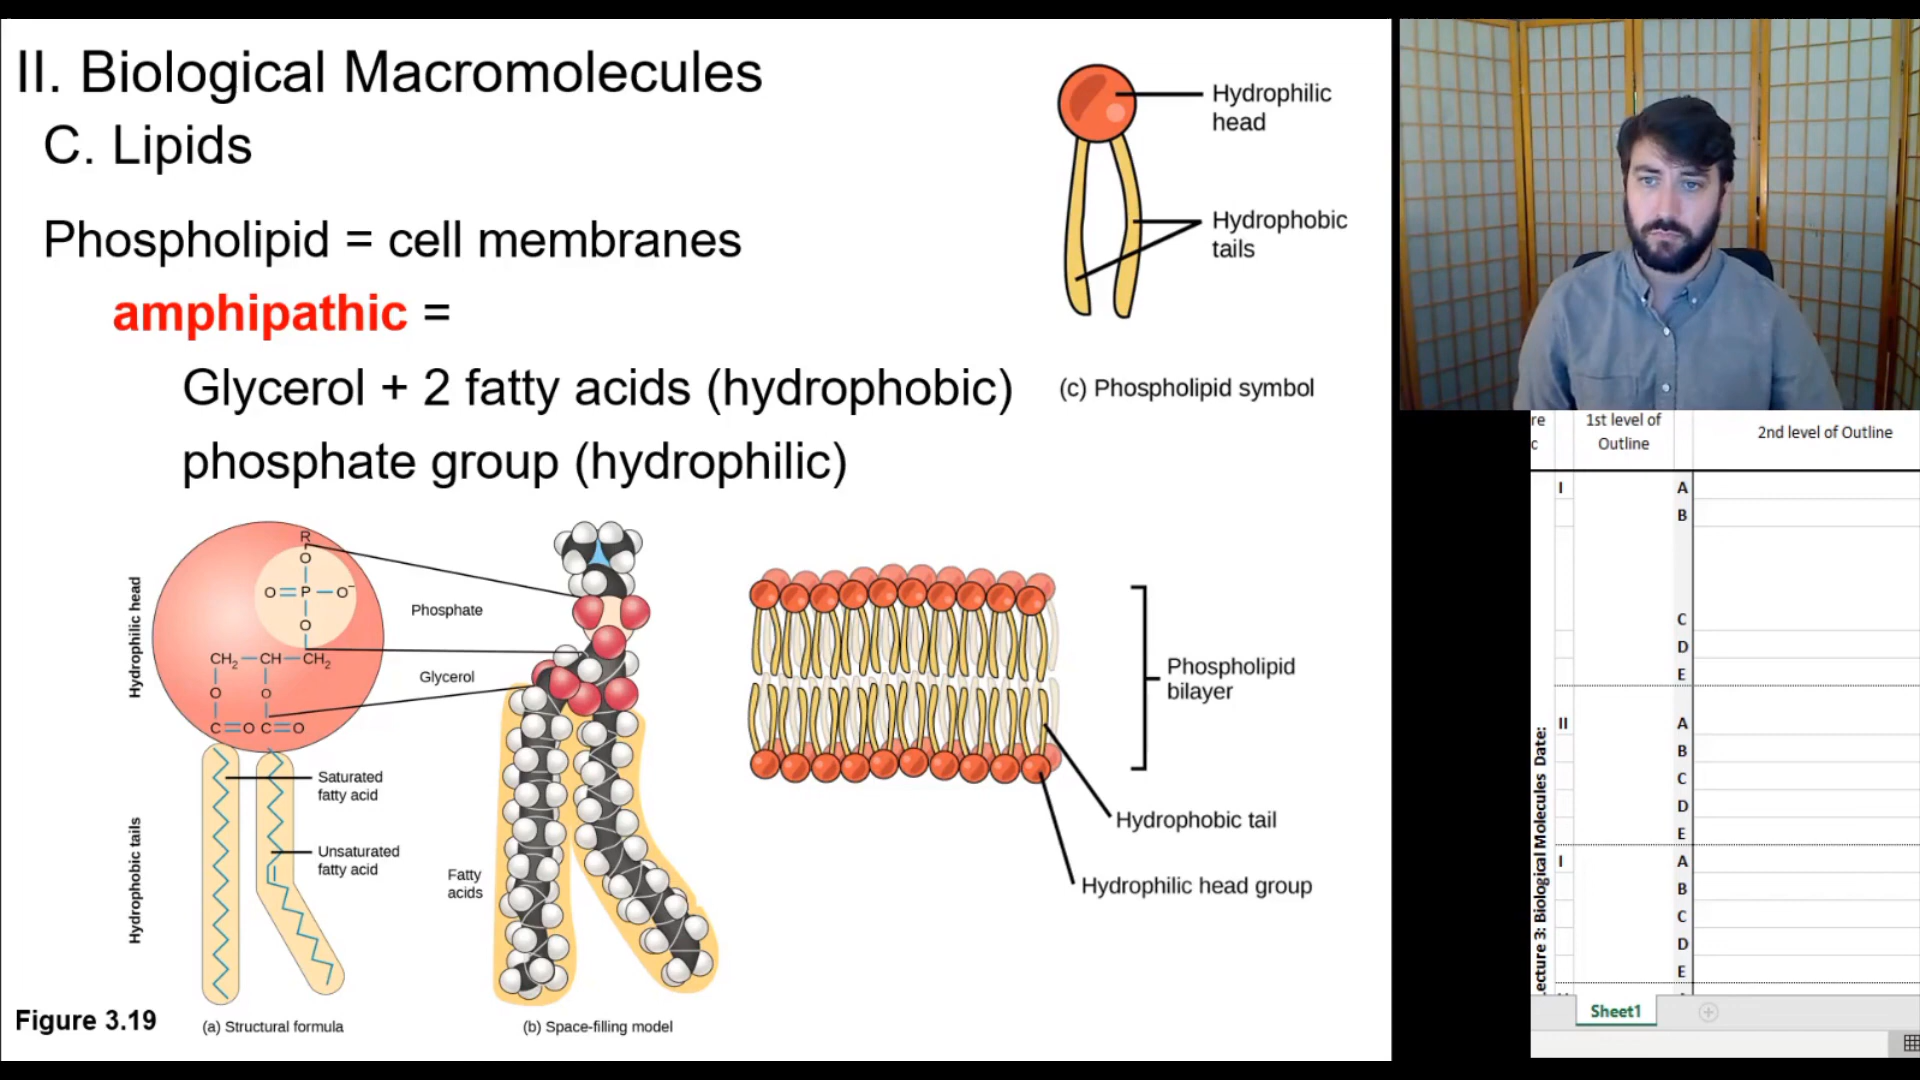 II. Biological Macromolecules
C. Lipids
Phospholipid = cell membranes
amphipathic =
Glycerol + 2 fatty acids (hydrophobic)
phosphate group (hydrophilic)
Hydrophilic
head
Hydrophobic
tails
(c) Phospholipid symbol
Hydrophilic head
Hydrophobic tails
R
O
O=P-O⁻
O
CH₂-CH-CH₂
O O
C=O C=O
Phosphate
Glycerol
Saturated
fatty acid
Unsaturated
fatty acid
Fatty
acids
Phospholipid
bilayer
Hydrophobic tail
Hydrophilic head group
Figure 3.19
(a) Structural formula
(b) Space-filling model
re
c
1st level of
Outline
2nd level of Outline
ecture 3: Biological Molecules Date:
I
A
B
C
D
E
II
A
B
C
D
E
I
A
B
C
D
E
Sheet1